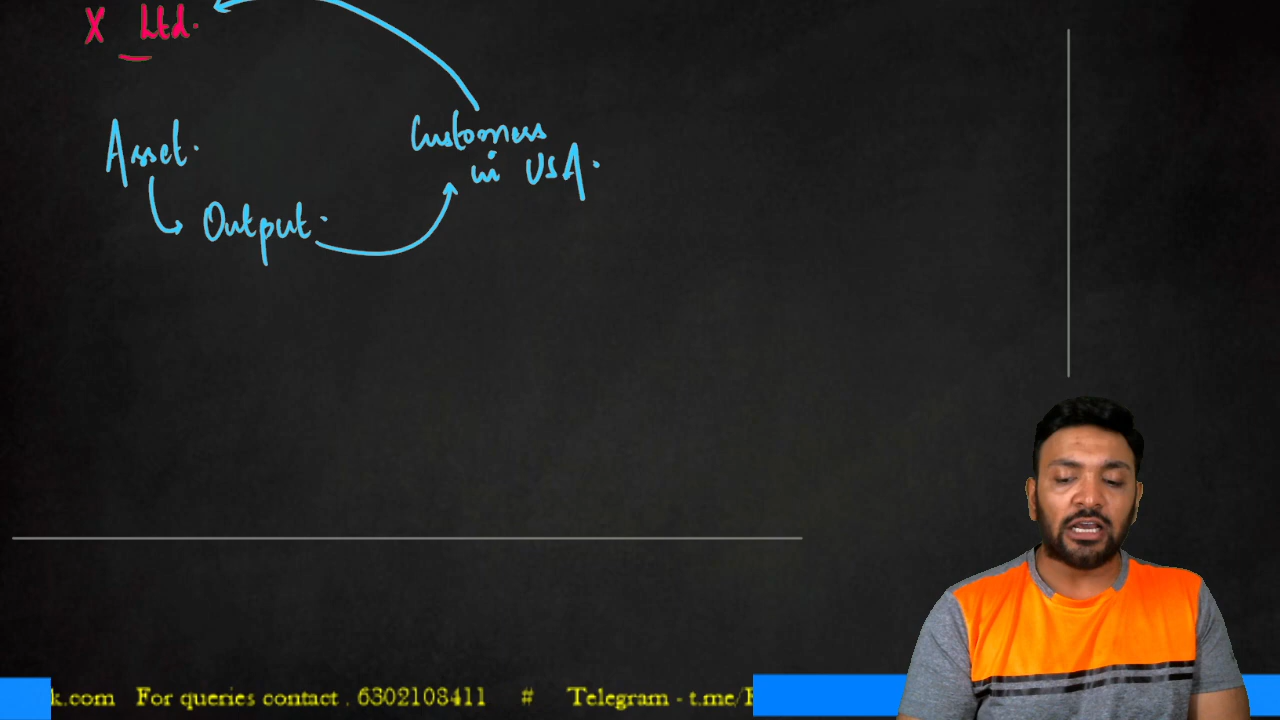 X Ltd.
Asset.
Customers
in USA.
Output.
k.com For queries contact . 6302108411 # Telegram - t.me/